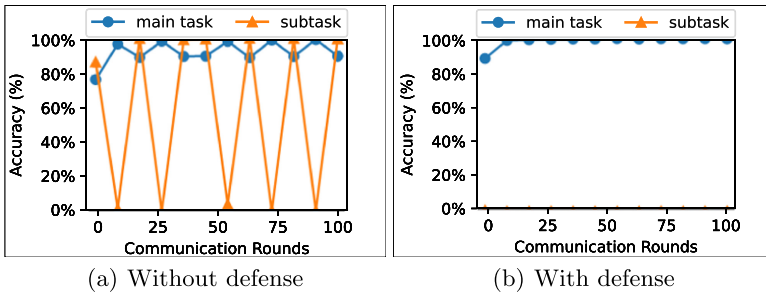 main task subtask
100%
80%
60%
40%
20%
0%
Accuracy (%)
0 25 50 75 100
Communication Rounds
(a) Without defense
main task subtask
100%
80%
60%
40%
20%
0%
Accuracy (%)
0 25 50 75 100
Communication Rounds
(b) With defense